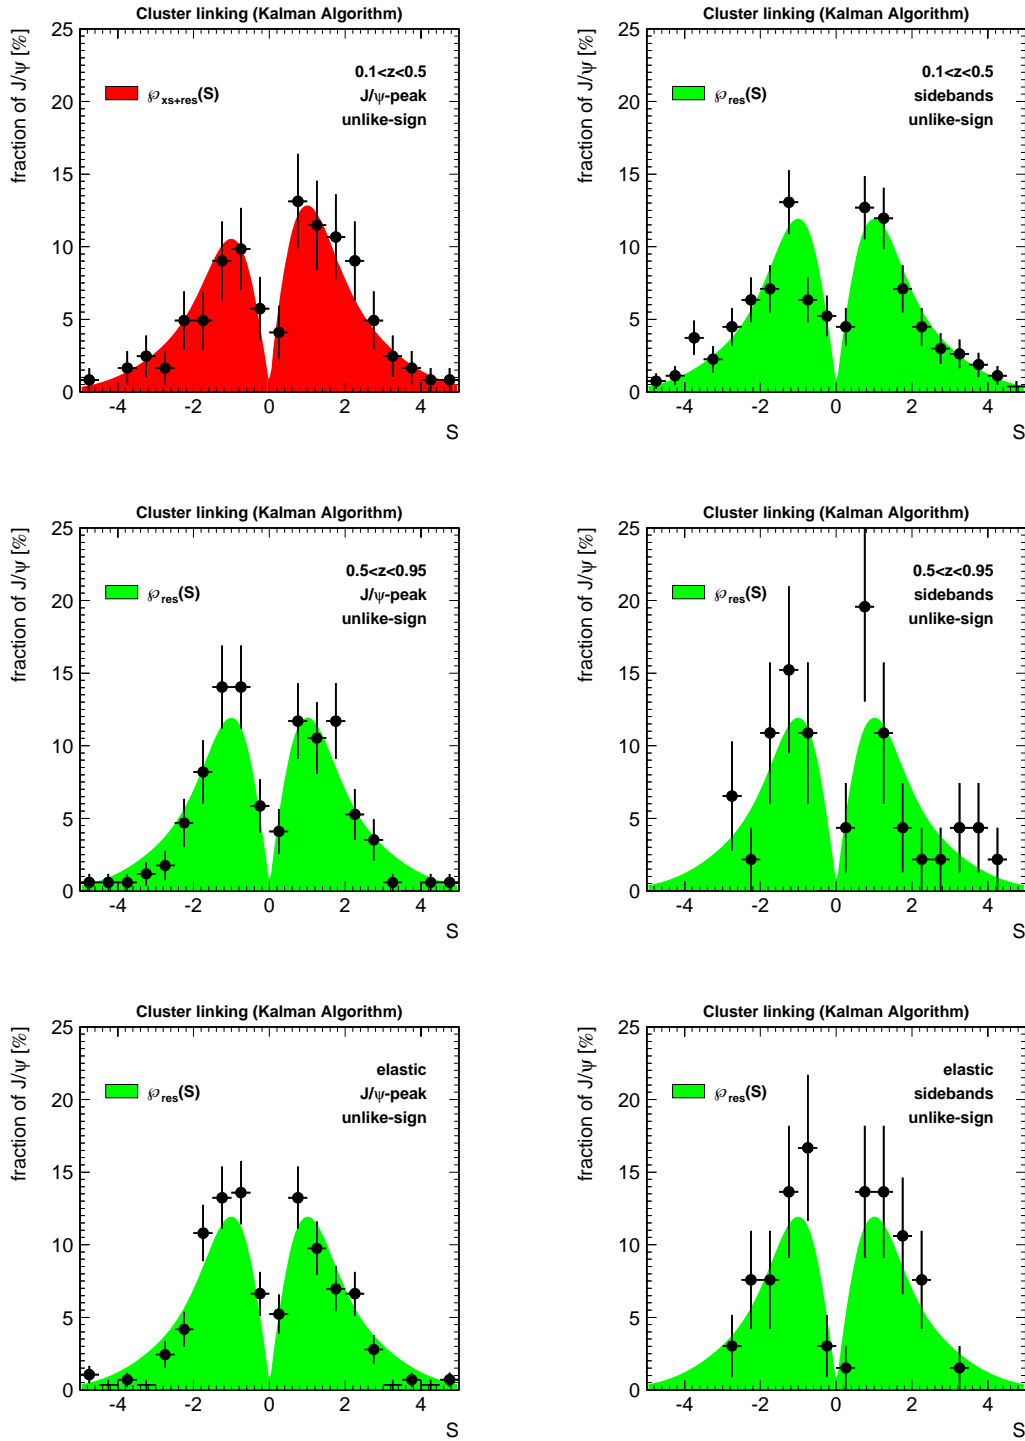 Cluster linking (Kalman Algorithm)
fraction of J/ψ [%]
25
20
15
10
5
0
℘xs+res(S)
0.1<z<0.5
J/ψ-peak
unlike-sign
-4 -2 0 2 4
S
Cluster linking (Kalman Algorithm)
fraction of J/ψ [%]
25
20
15
10
5
0
℘res(S)
0.1<z<0.5
sidebands
unlike-sign
-4 -2 0 2 4
S
Cluster linking (Kalman Algorithm)
fraction of J/ψ [%]
25
20
15
10
5
0
℘res(S)
0.5<z<0.95
J/ψ-peak
unlike-sign
-4 -2 0 2 4
S
Cluster linking (Kalman Algorithm)
fraction of J/ψ [%]
25
20
15
10
5
0
℘res(S)
0.5<z<0.95
sidebands
unlike-sign
-4 -2 0 2 4
S
Cluster linking (Kalman Algorithm)
fraction of J/ψ [%]
25
20
15
10
5
0
℘res(S)
elastic
J/ψ-peak
unlike-sign
-4 -2 0 2 4
S
Cluster linking (Kalman Algorithm)
fraction of J/ψ [%]
25
20
15
10
5
0
℘res(S)
elastic
sidebands
unlike-sign
-4 -2 0 2 4
S